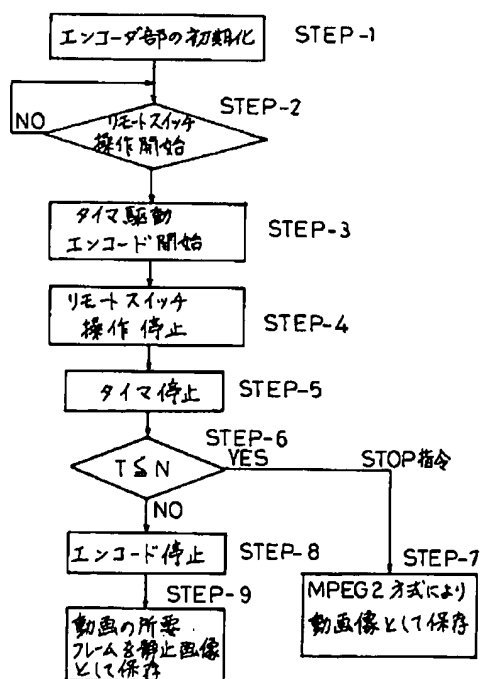 エンコーダ部の初期化
STEP-1
STEP-2
NO
リモートスイッチ
操作開始
タイマ駆動
エンコード開始
STEP-3
リモートスイッチ
操作停止
STEP-4
タイマ停止
STEP-5
STEP-6
T≦N
YES
STOP指令
NO
エンコード停止
STEP-8
STEP-7
STEP-9
MPEG2方式により
動画像として保存
動画の所要
フレームを静止画像
として保存